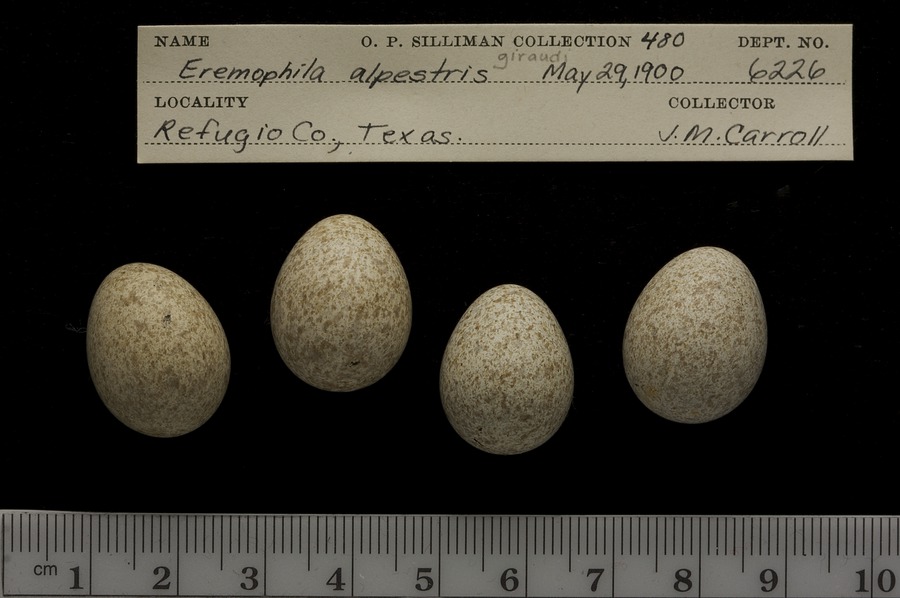 NAME O. P. SILLIMAN COLLECTION 480 DEPT. NO.
Eremophila alpestris giraudi May 29, 1900 6226
LOCALITY COLLECTOR
Refugio Co., Texas. J.M. Carroll
cm 1 2 3 4 5 6 7 8 9 10